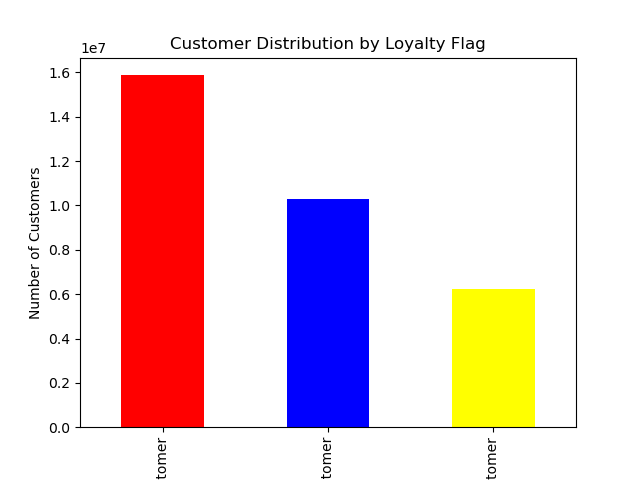 Customer Distribution by Loyalty Flag
1e7
1.6
1.4
1.2
1.0
0.8
0.6
0.4
0.2
0.0
Number of Customers
tomer
tomer
tomer